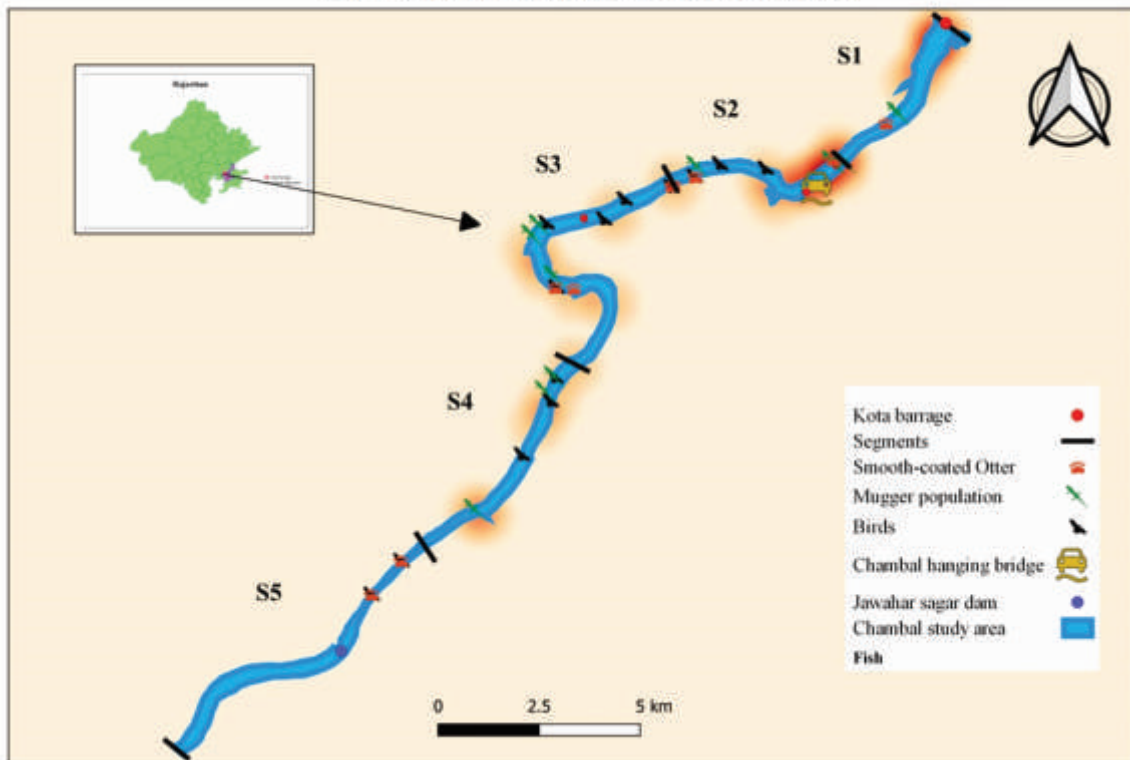 Rajasthan
S1
S2
S3
S4
S5
Kota barrage
Segments
Smooth-coated Otter
Mugger population
Birds
Chambal hanging bridge
Jawahar sagar dam
Chambal study area
Fish
0 2.5 5 km